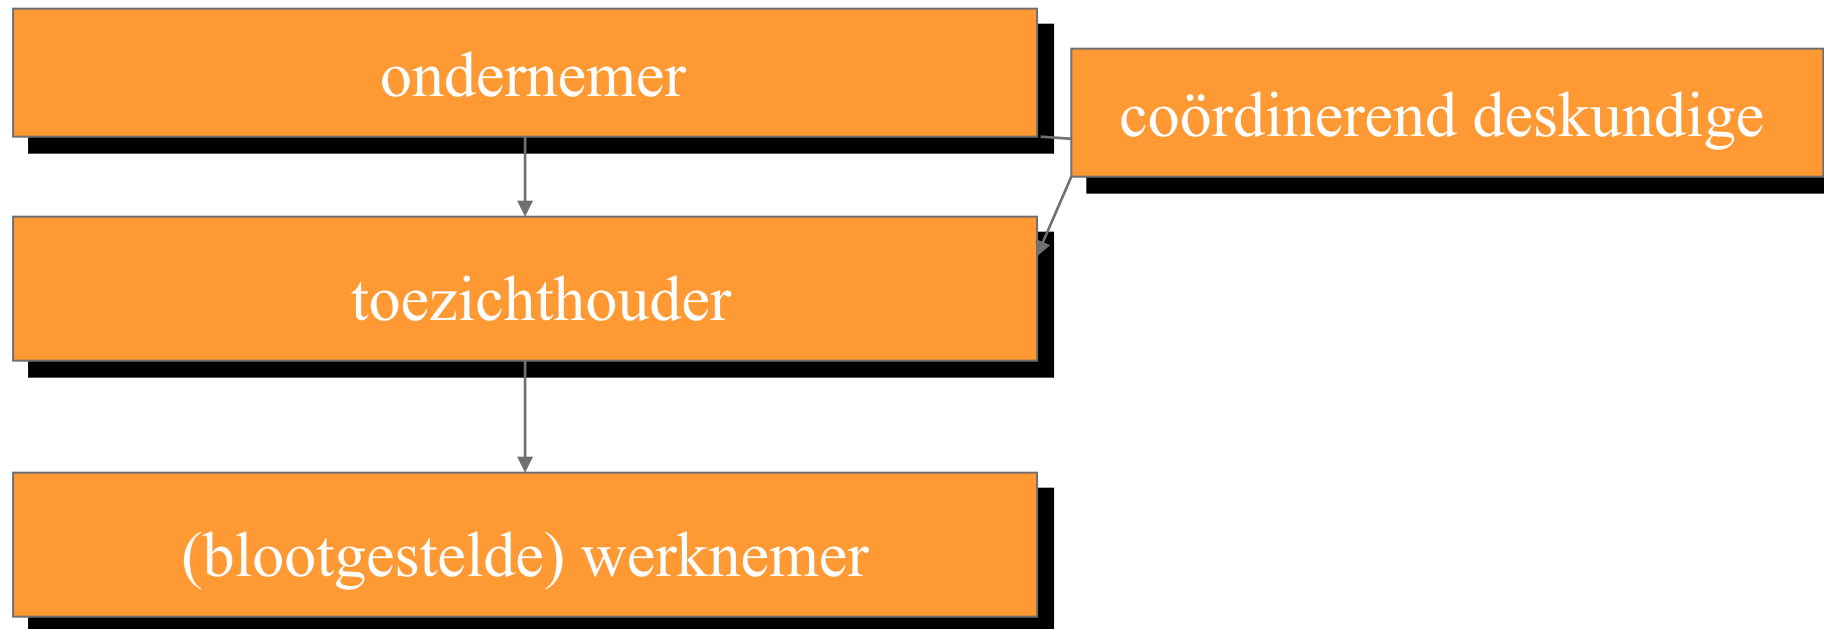 ondernemer
coördinerend deskundige
toezichthouder
(blootgestelde) werknemer